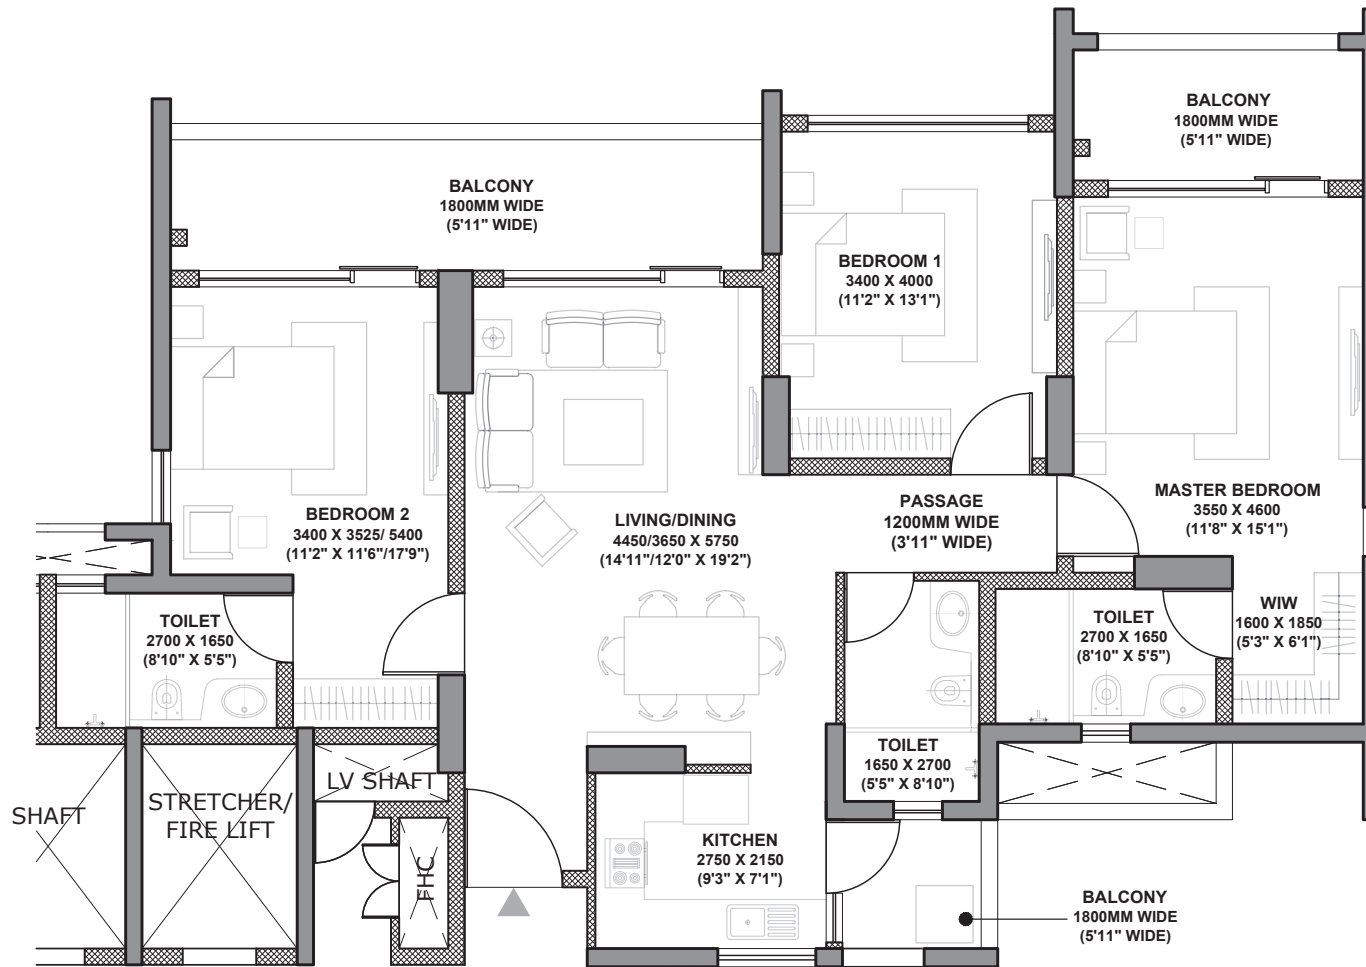 BALCONY
1800MM WIDE
(5'11" WIDE)
BALCONY
1800MM WIDE
(5'11" WIDE)
BEDROOM 1
3400 X 4000
(11'2" X 13'1")
BEDROOM 2
3400 X 3525/ 5400
(11'2" X 11'6"/17'9")
LIVING/DINING
4450/3650 X 5750
(14'11"/12'0" X 19'2")
PASSAGE
1200MM WIDE
(3'11" WIDE)
MASTER BEDROOM
3550 X 4600
(11'8" X 15'1")
TOILET
2700 X 1650
(8'10" X 5'5")
TOILET
2700 X 1650
(8'10" X 5'5")
WIW
1600 X 1850
(5'3" X 6'1")
TOILET
1650 X 2700
(5'5" X 8'10")
SHAFT
STRETCHER/
FIRE LIFT
LV SHAFT
FHC
KITCHEN
2750 X 2150
(9'3" X 7'1")
BALCONY
1800MM WIDE
(5'11" WIDE)